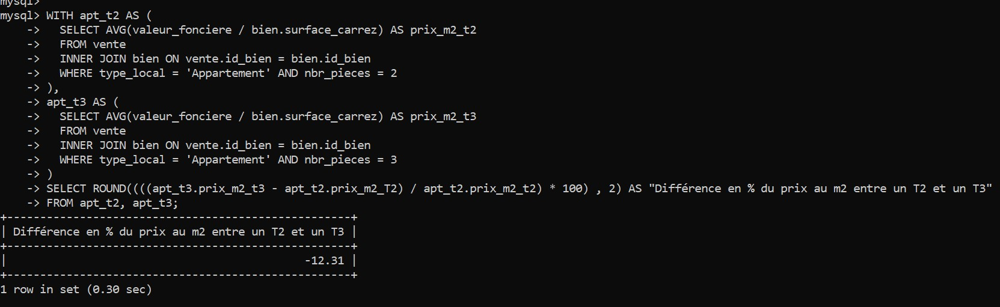 mysql>
mysql> WITH apt_t2 AS (
    ->   SELECT AVG(valeur_fonciere / bien.surface_carrez) AS prix_m2_t2
    ->   FROM vente
    ->   INNER JOIN bien ON vente.id_bien = bien.id_bien
    ->   WHERE type_local = 'Appartement' AND nbr_pieces = 2
    -> ),
    -> apt_t3 AS (
    ->   SELECT AVG(valeur_fonciere / bien.surface_carrez) AS prix_m2_t3
    ->   FROM vente
    ->   INNER JOIN bien ON vente.id_bien = bien.id_bien
    ->   WHERE type_local = 'Appartement' AND nbr_pieces = 3
    -> )
    -> SELECT ROUND((((apt_t3.prix_m2_t3 - apt_t2.prix_m2_T2) / apt_t2.prix_m2_t2) * 100) , 2) AS "Différence en % du prix au m2 entre un T2 et un T3"
    -> FROM apt_t2, apt_t3;
+----------------------------------------------------+
| Différence en % du prix au m2 entre un T2 et un T3 |
+----------------------------------------------------+
|                                             -12.31 |
+----------------------------------------------------+
1 row in set (0.30 sec)